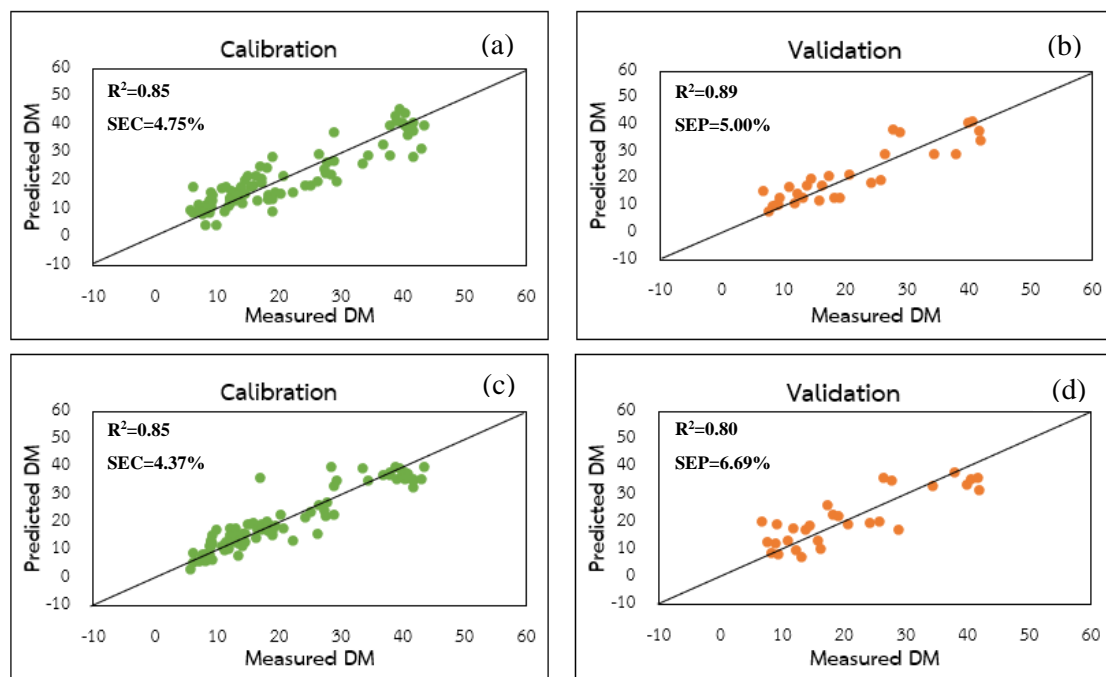 Calibration
(a)
R²=0.85
SEC=4.75%
Predicted DM
60
50
40
30
20
10
0
-10
-10 0 10 20 30 40 50 60
Measured DM
Validation
(b)
R²=0.89
SEP=5.00%
Predicted DM
60
50
40
30
20
10
0
-10
-10 0 10 20 30 40 50 60
Measured DM
Calibration
(c)
R²=0.85
SEC=4.37%
Predicted DM
60
50
40
30
20
10
0
-10
-10 0 10 20 30 40 50 60
Measured DM
Validation
(d)
R²=0.80
SEP=6.69%
Predicted DM
60
50
40
30
20
10
0
-10
-10 0 10 20 30 40 50 60
Measured DM